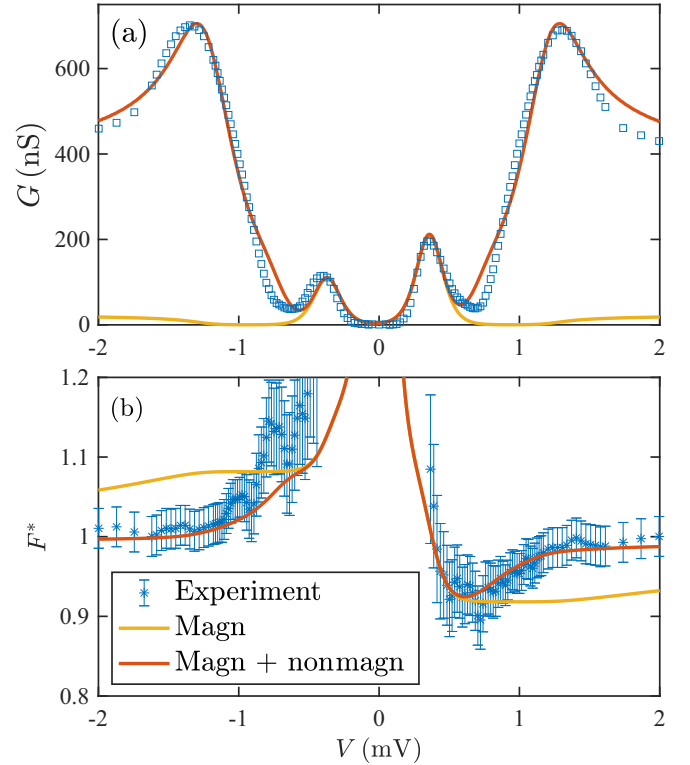 (a)
G (nS)
600
400
200
0
-2 -1 0 1 2
(b)
F*
1.2
1.1
1
0.9
0.8
Experiment
Magn
Magn + nonmagn
-2 -1 0 1 2
V (mV)